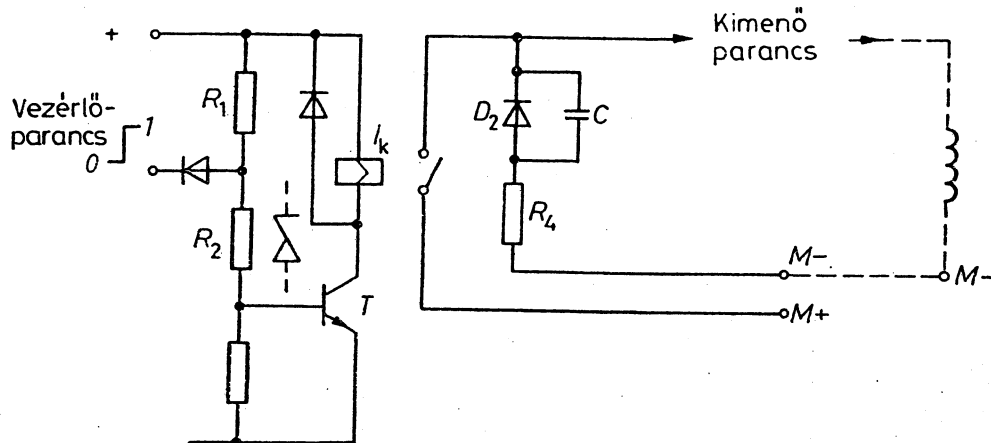 +
Vezérlő-
parancs
1
0
R1
R2
Ik
T
Kimenő
parancs
D2
C
R4
M-
M-
M+